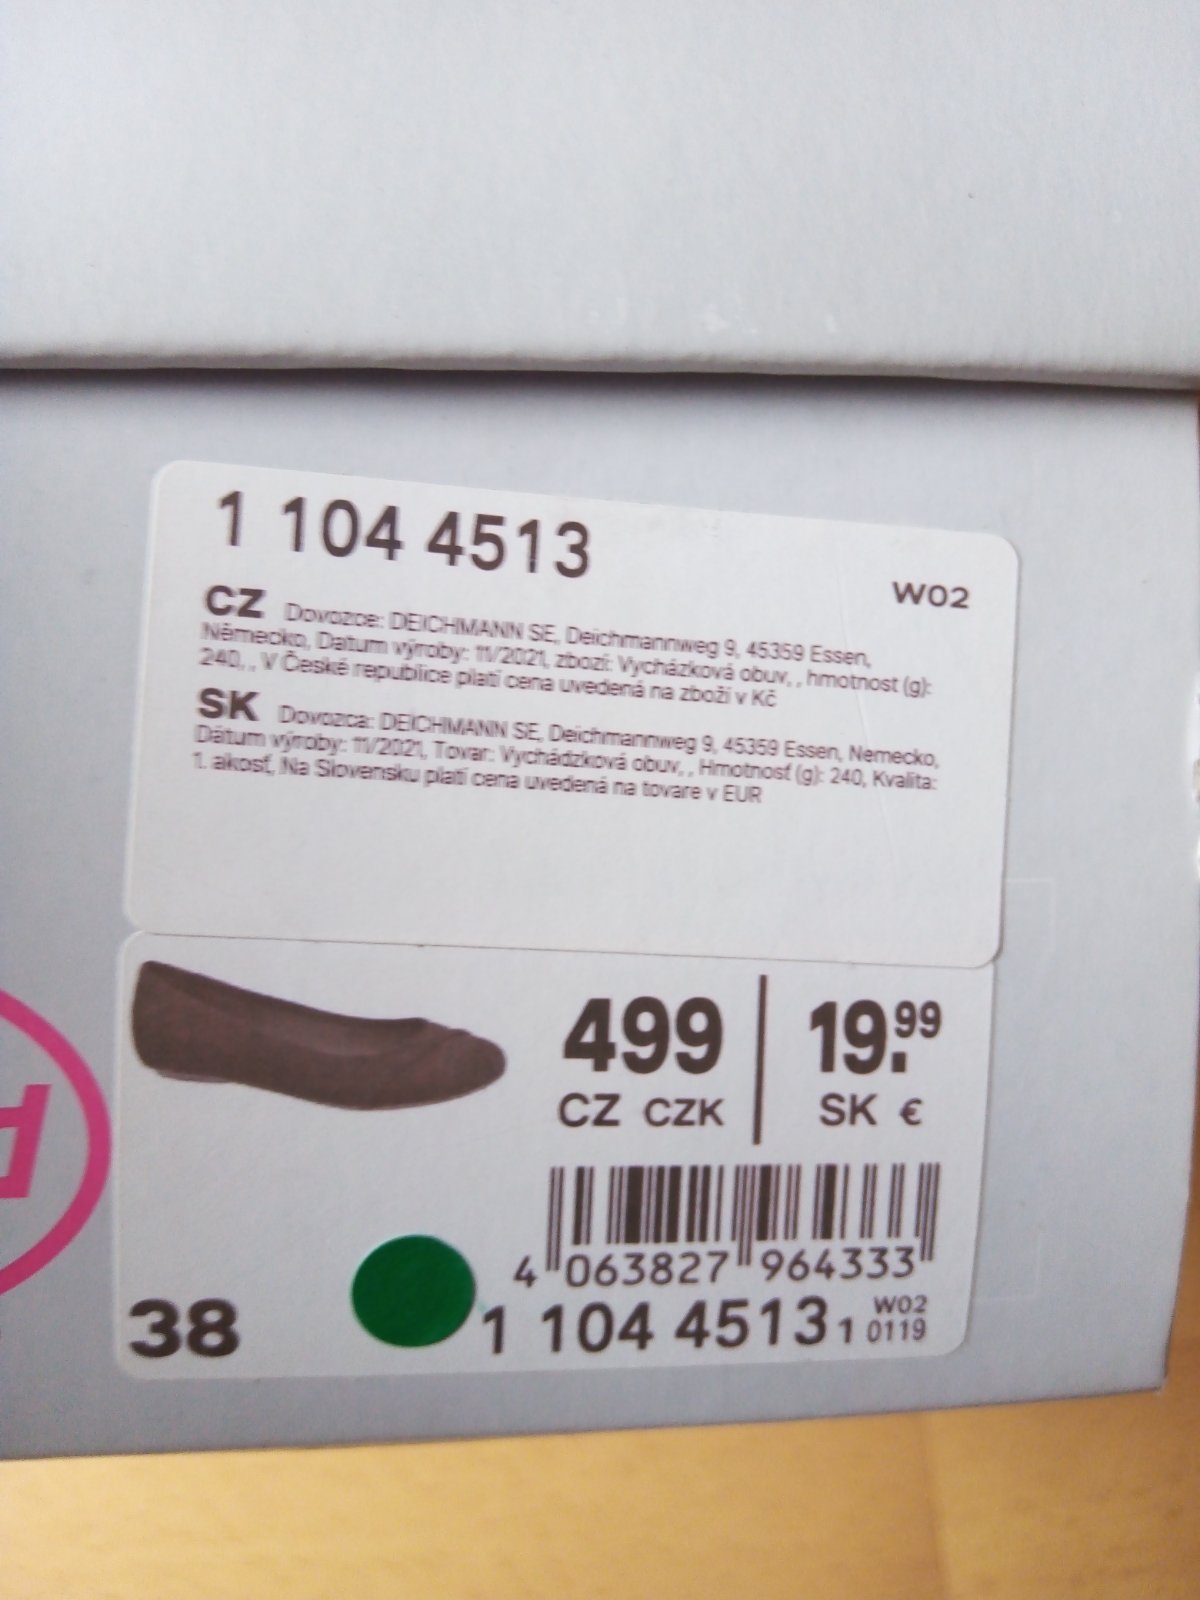 1 104 4513
W02
CZ Dovozce: DEICHMANN SE, Deichmannweg 9, 45359 Essen,
Německo, Datum výroby: 11/2021, zbozí: Vycházková obuv, , hmotnost (g):
240, , V České republice platí cena uvedená na zboží v Kč
SK Dovozca: DEICHMANN SE, Deichmannweg 9, 45359 Essen, Nemecko,
Dátum výroby: 11/2021, Tovar: Vychádzková obuv, , Hmotnosť (g): 240, Kvalita:
1. akosť, Na Slovensku platí cena uvedená na tovare v EUR
499 19.99
CZ CZK SK €
4 063827 964333
38
1 104 4513 1 W02
0119